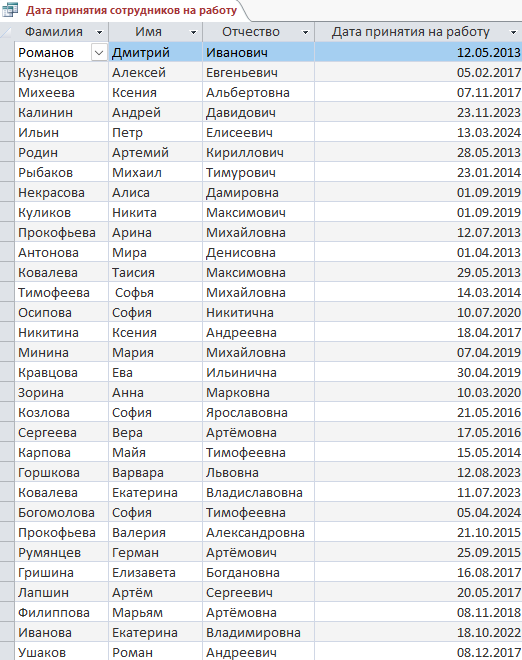 Дата принятия сотрудников на работу
Фамилия Имя Отчество Дата принятия на работу
Романов Дмитрий Иванович 12.05.2013
Кузнецов Алексей Евгеньевич 05.02.2017
Михеева Ксения Альбертовна 07.11.2017
Калинин Андрей Давидович 23.11.2023
Ильин Петр Елисеевич 13.03.2024
Родин Артемий Кириллович 28.05.2013
Рыбаков Михаил Тимурович 23.01.2014
Некрасова Алиса Дамировна 01.09.2019
Куликов Никита Максимович 01.09.2019
Прокофьева Арина Михайловна 12.07.2013
Антонова Мира Денисовна 01.04.2013
Ковалева Таисия Максимовна 29.05.2013
Тимофеева Софья Михайловна 14.03.2014
Осипова София Никитична 10.07.2020
Никитина Ксения Андреевна 18.04.2017
Минина Мария Михайловна 07.04.2019
Кравцова Ева Ильинична 30.04.2019
Зорина Анна Марковна 10.03.2020
Козлова София Ярославовна 21.05.2016
Сергеева Вера Артёмовна 17.05.2016
Карпова Майя Тимофеевна 15.05.2014
Горшкова Варвара Львовна 12.08.2023
Ковалева Екатерина Владиславовна 11.07.2023
Богомолова София Тимофеевна 05.04.2024
Прокофьева Валерия Александровна 21.10.2015
Румянцев Герман Артёмович 25.09.2015
Гришина Елизавета Богдановна 16.08.2017
Лапшин Артём Сергеевич 20.05.2017
Филиппова Марьям Артёмовна 08.11.2018
Иванова Екатерина Владимировна 18.10.2022
Ушаков Роман Андреевич 08.12.2017